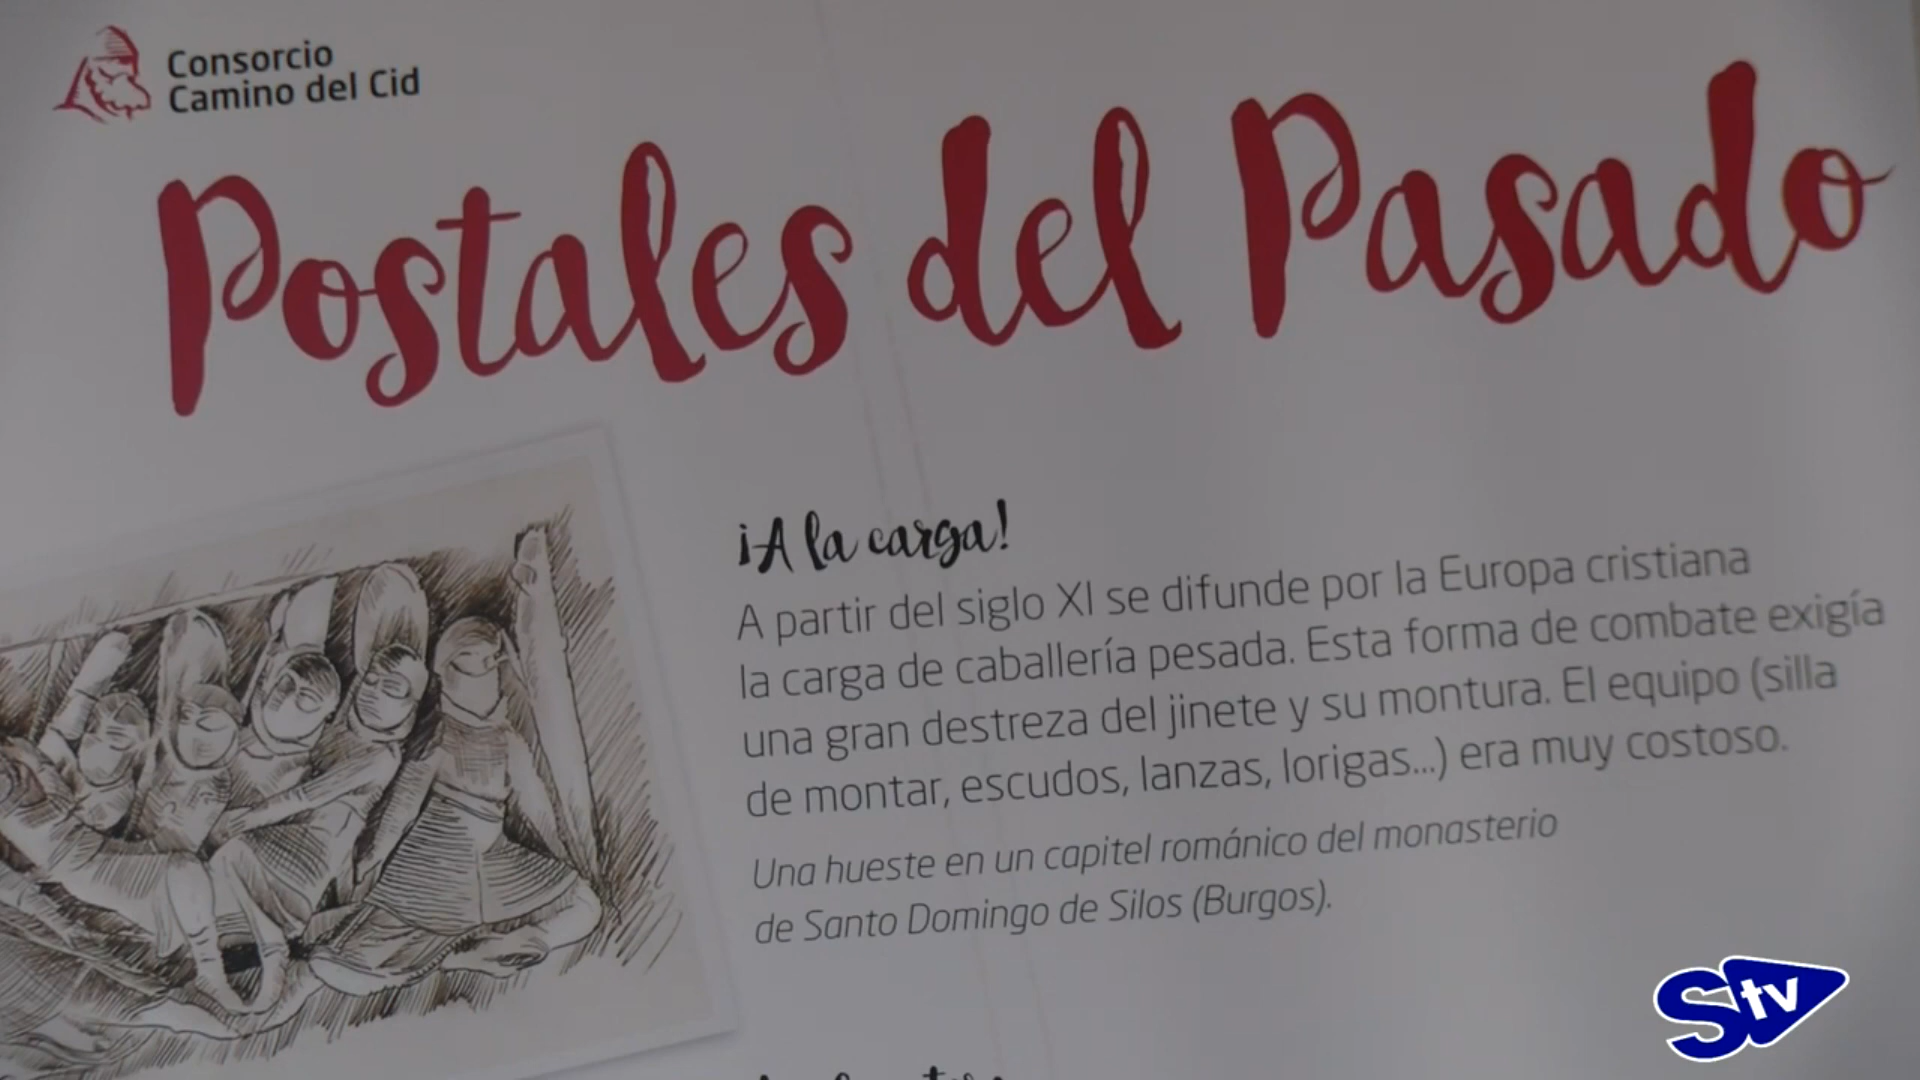 Consorcio
Camino del Cid
Postales del Pasado
¡A la carga!
A partir del siglo XI se difunde por la Europa cristiana
la carga de caballería pesada. Esta forma de combate exigía
una gran destreza del jinete y su montura. El equipo (silla
de montar, escudos, lanzas, lorigas...) era muy costoso.
Una hueste en un capitel románico del monasterio
de Santo Domingo de Silos (Burgos).
Stv